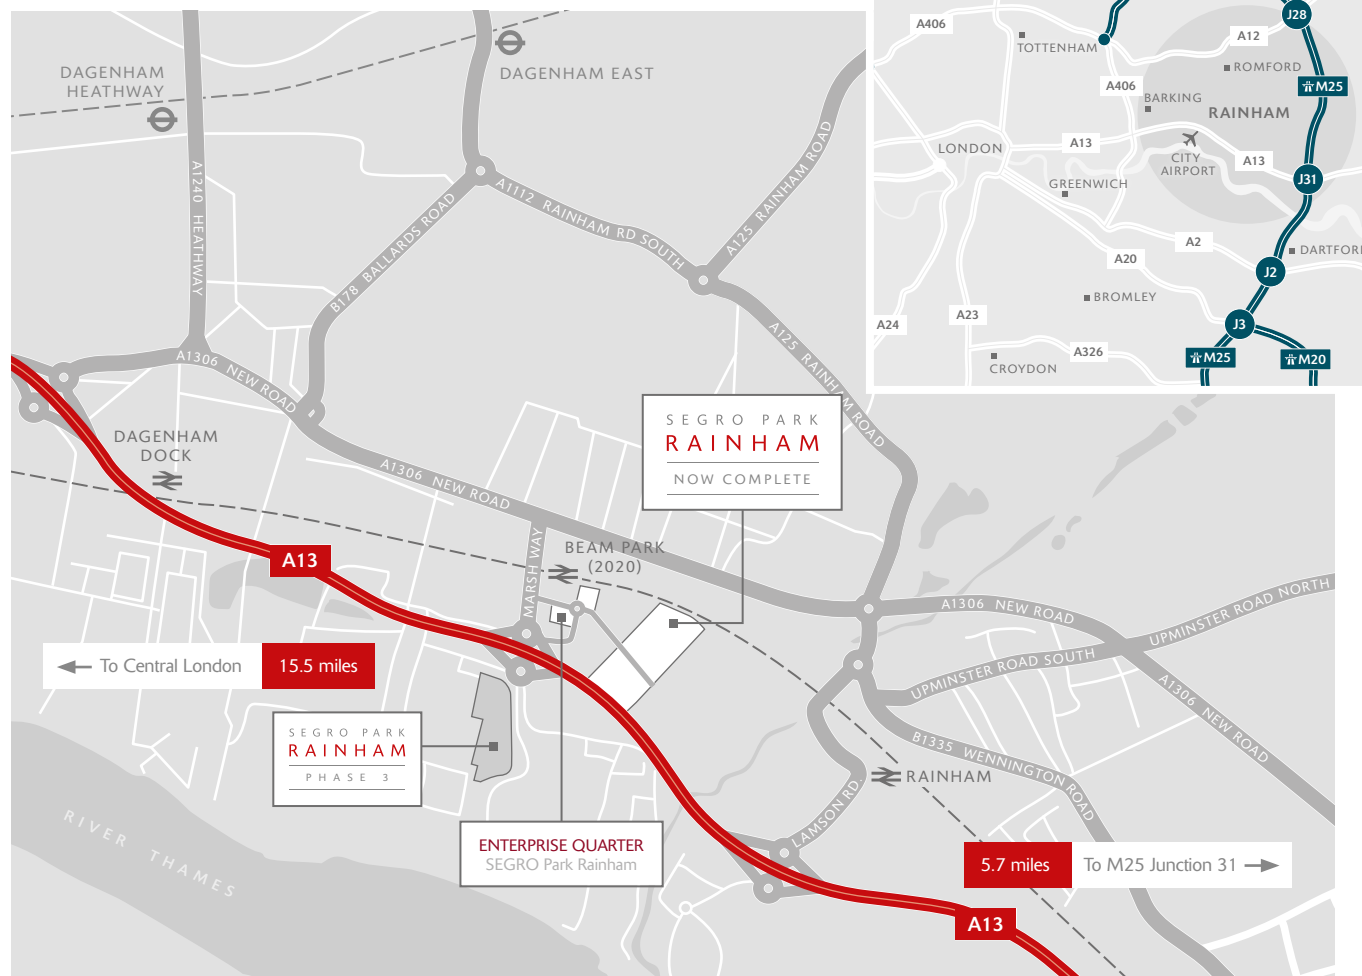 DAGENHAM
HEATHWAY
DAGENHAM EAST
A1240 HEATHWAY
B178 BALLARDS ROAD
A1112 RAINHAM RD SOUTH
A125 RAINHAM ROAD
A125 RAINHAM ROAD
A1306 NEW ROAD
DAGENHAM
DOCK
A1306 NEW ROAD
SEGRO PARK
RAINHAM
NOW COMPLETE
MARSH WAY
BEAM PARK
(2020)
A13
A1306 NEW ROAD
UPMINSTER ROAD NORTH
UPMINSTER ROAD SOUTH
A1306 NEW ROAD
To Central London
15.5 miles
SEGRO PARK
RAINHAM
PHASE 3
B1335 WENNINGTON ROAD
RAINHAM
LAMSON RD.
RIVER THAMES
ENTERPRISE QUARTER
SEGRO Park Rainham
5.7 miles
To M25 Junction 31
A13
A406
TOTTENHAM
J28
A12
ROMFORD
A406
M25
BARKING
RAINHAM
LONDON
A13
CITY
AIRPORT
A13
GREENWICH
J31
A2
DARTFORD
A20
J2
BROMLEY
A24
A23
J3
A326
M25
M20
CROYDON